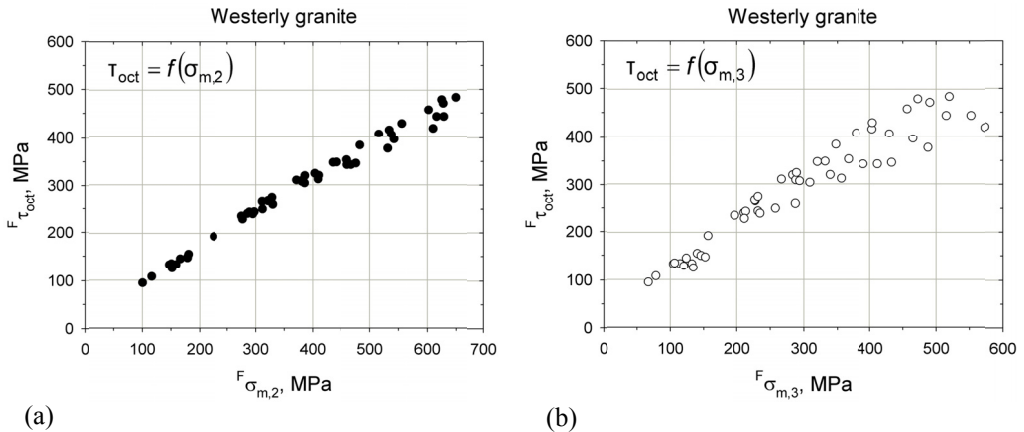 Westerly granite
τoct = f(σm,2)
600
500
400
300
200
100
0
Fτoct, MPa
0 100 200 300 400 500 600 700
Fσm,2, MPa
(a)
Westerly granite
τoct = f(σm,3)
600
500
400
300
200
100
0
Fτoct, MPa
0 100 200 300 400 500 600
Fσm,3, MPa
(b)